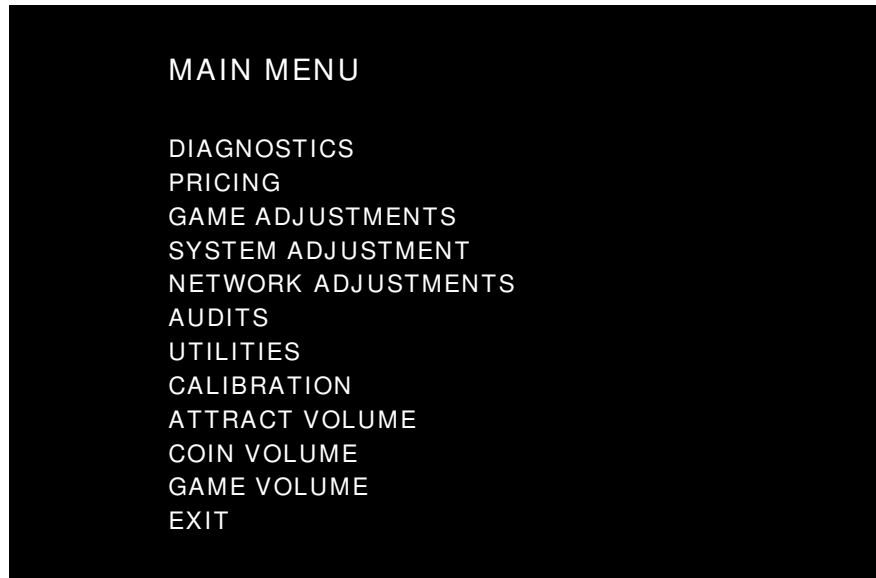 MAIN MENU
DIAGNOSTICS
PRICING
GAME ADJUSTMENTS
SYSTEM ADJUSTMENT
NETWORK ADJUSTMENTS
AUDITS
UTILITIES
CALIBRATION
ATTRACT VOLUME
COIN VOLUME
GAME VOLUME
EXIT